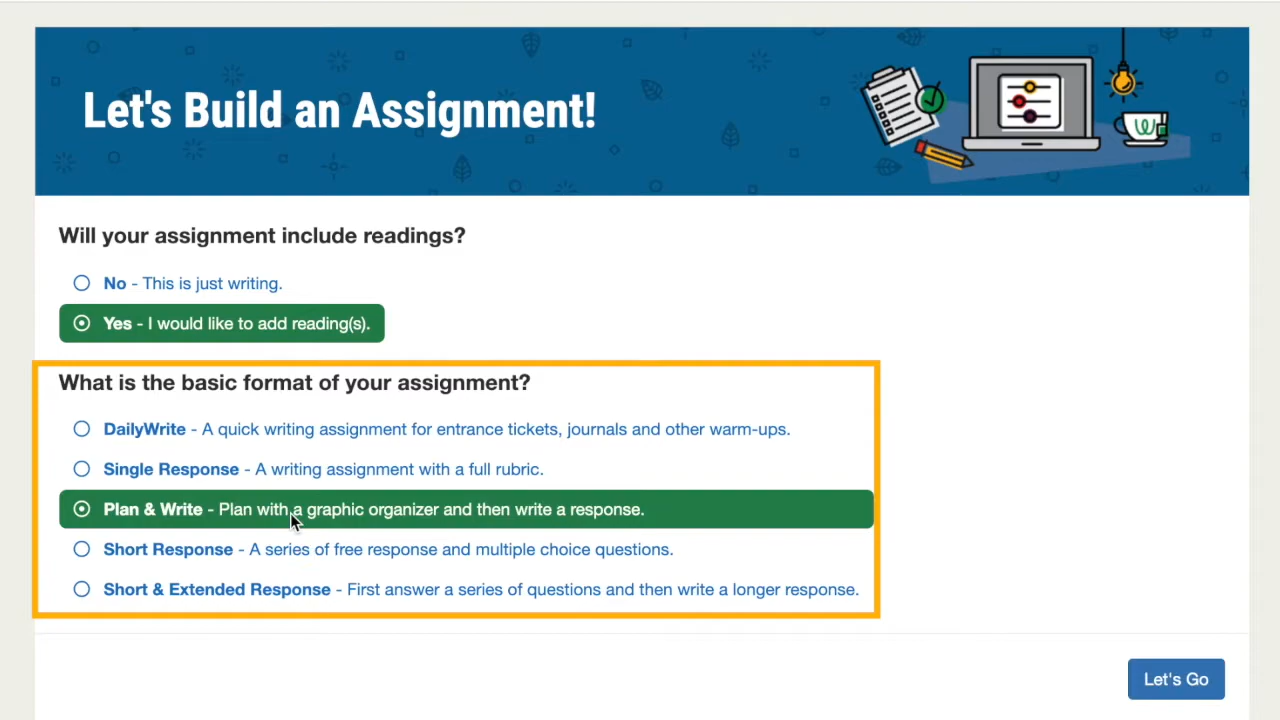 Let's Build an Assignment!
Will your assignment include readings?
No - This is just writing.
Yes - I would like to add reading(s).
What is the basic format of your assignment?
DailyWrite - A quick writing assignment for entrance tickets, journals and other warm-ups.
Single Response - A writing assignment with a full rubric.
Plan & Write - Plan with a graphic organizer and then write a response.
Short Response - A series of free response and multiple choice questions.
Short & Extended Response - First answer a series of questions and then write a longer response.
Let's Go